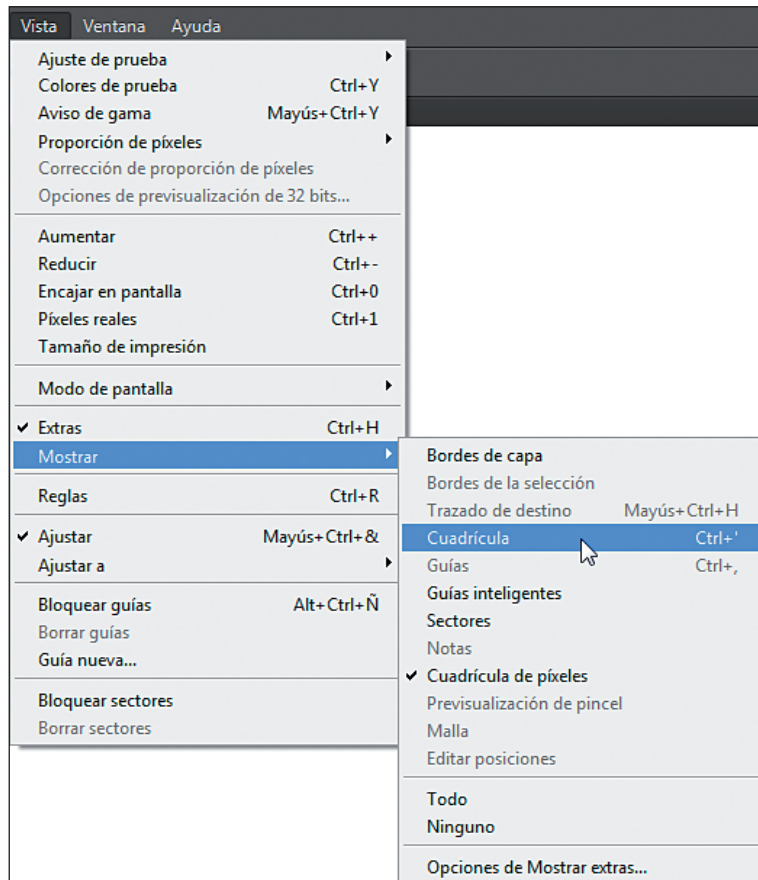 Vista Ventana Ayuda
Ajuste de prueba
Colores de prueba Ctrl+Y
Aviso de gama Mayús+Ctrl+Y
Proporción de píxeles
Corrección de proporción de píxeles
Opciones de previsualización de 32 bits...
Aumentar Ctrl++
Reducir Ctrl+-
Encajar en pantalla Ctrl+0
Píxeles reales Ctrl+1
Tamaño de impresión
Modo de pantalla
Extras Ctrl+H
Mostrar
Reglas Ctrl+R
Ajustar Mayús+Ctrl+&
Ajustar a
Bloquear guías Alt+Ctrl+Ñ
Borrar guías
Guía nueva...
Bloquear sectores
Borrar sectores
Bordes de capa
Bordes de la selección
Trazado de destino Mayús+Ctrl+H
Cuadrícula Ctrl+'
Guías Ctrl+,
Guías inteligentes
Sectores
Notas
Cuadrícula de píxeles
Previsualización de pincel
Malla
Editar posiciones
Todo
Ninguno
Opciones de Mostrar extras...